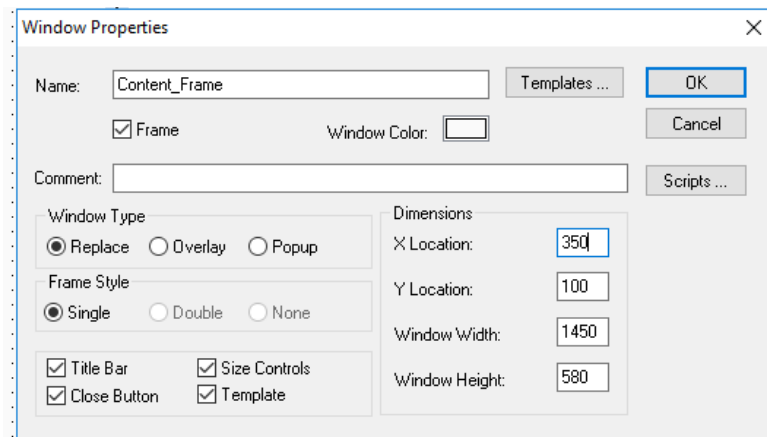 Window Properties
Name: Content_Frame Templates ... OK
Frame Window Color: Cancel
Comment: Scripts ...
Window Type
Replace Overlay Popup
Frame Style
Single Double None
Title Bar Size Controls
Close Button Template
Dimensions
X Location: 350
Y Location: 100
Window Width: 1450
Window Height: 580